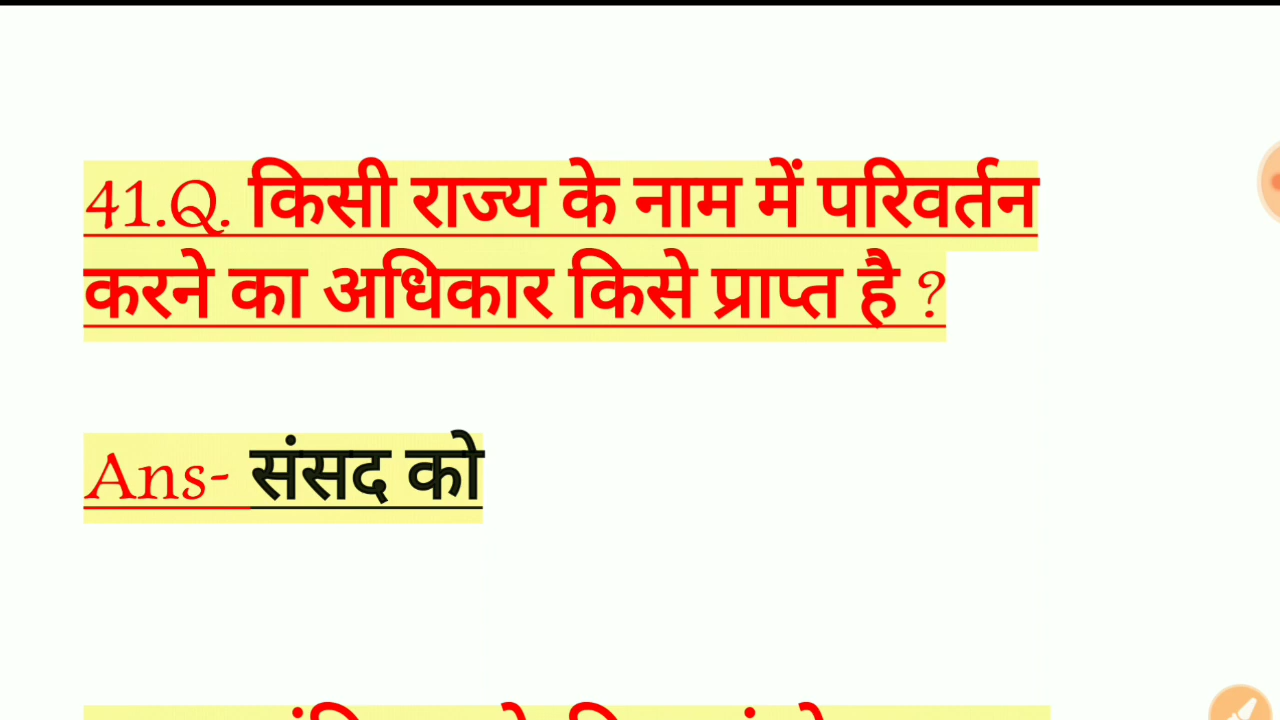 41.Q. किसी राज्य के नाम में परिवर्तन
करने का अधिकार किसे प्राप्त है ?
Ans- संसद को